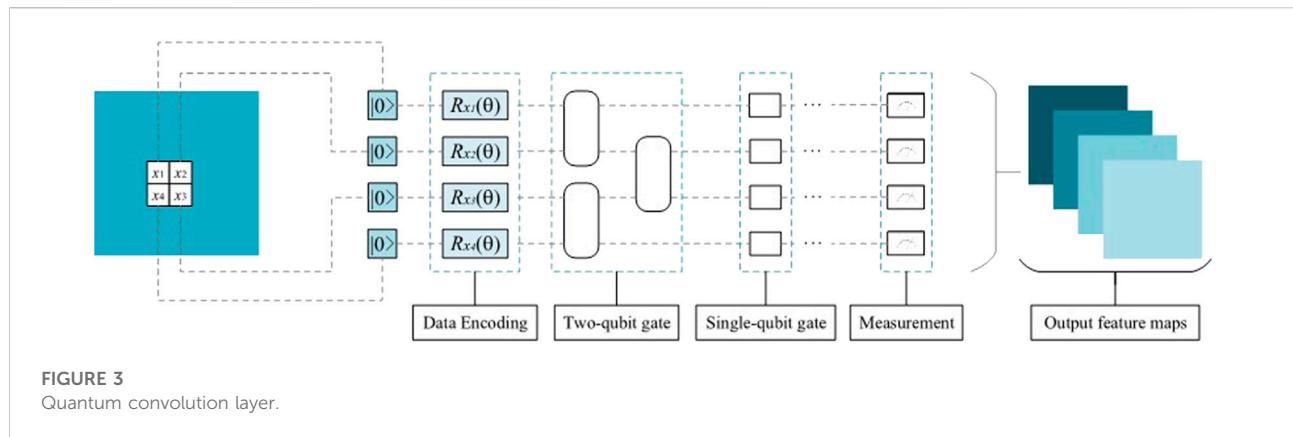 |0> Rx1(θ) ...
x1 x2 |0> Rx2(θ) ...
x4 x3 |0> Rx3(θ) ...
|0> Rx4(θ) ...
Data Encoding Two-qubit gate Single-qubit gate Measurement Output feature maps
FIGURE 3
Quantum convolution layer.